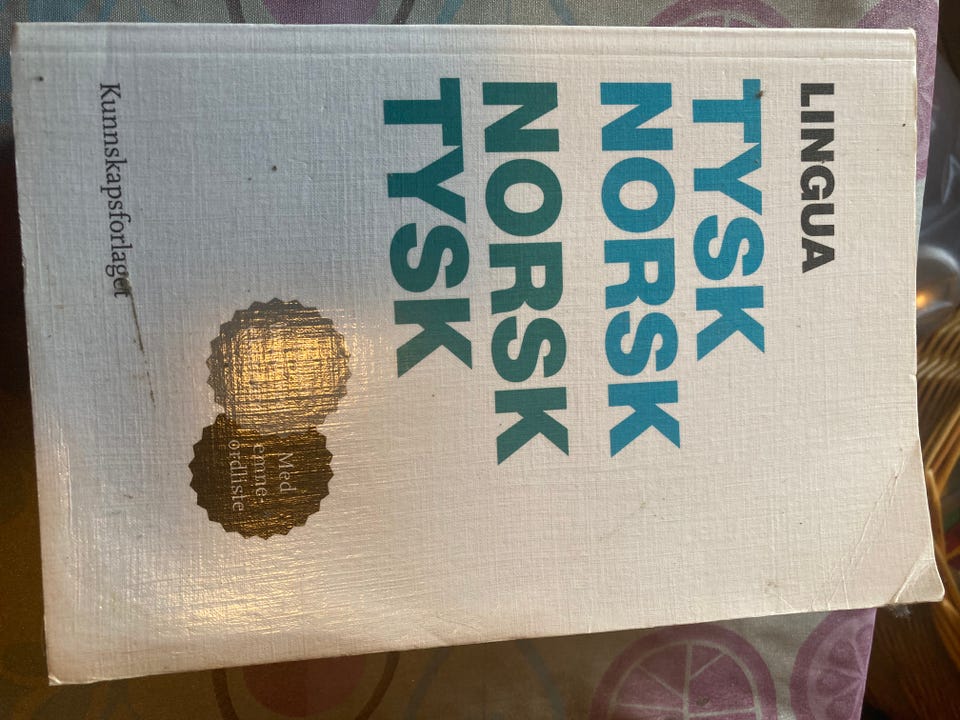 LINGUA
TYSK
NORSK
NORSK
TYSK
Med
emne-
ordliste
Kunnskapsforlaget